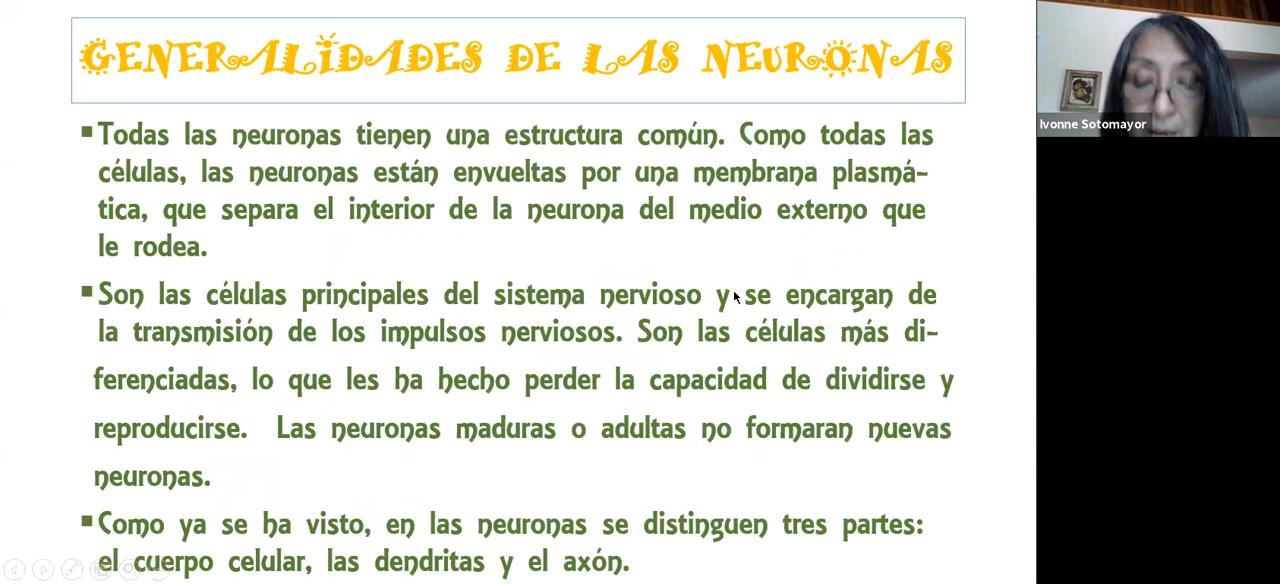 GENERALIDADES DE LAS NEURONAS
▪Todas las neuronas tienen una estructura común. Como todas las
células, las neuronas están envueltas por una membrana plasmá-
tica, que separa el interior de la neurona del medio externo que
le rodea.
▪Son las células principales del sistema nervioso y se encargan de
la transmisión de los impulsos nerviosos. Son las células más di-
ferenciadas, lo que les ha hecho perder la capacidad de dividirse y
reproducirse. Las neuronas maduras o adultas no formaran nuevas
neuronas.
▪Como ya se ha visto, en las neuronas se distinguen tres partes:
el cuerpo celular, las dendritas y el axón.
Ivonne Sotomayor